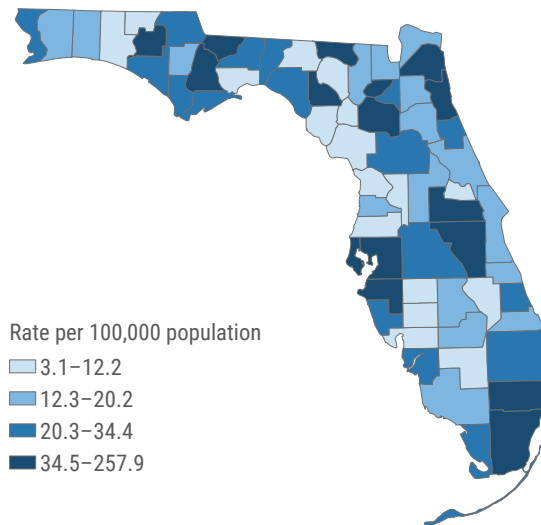 Rate per 100,000 population
3.1–12.2
12.3–20.2
20.3–34.4
34.5–257.9